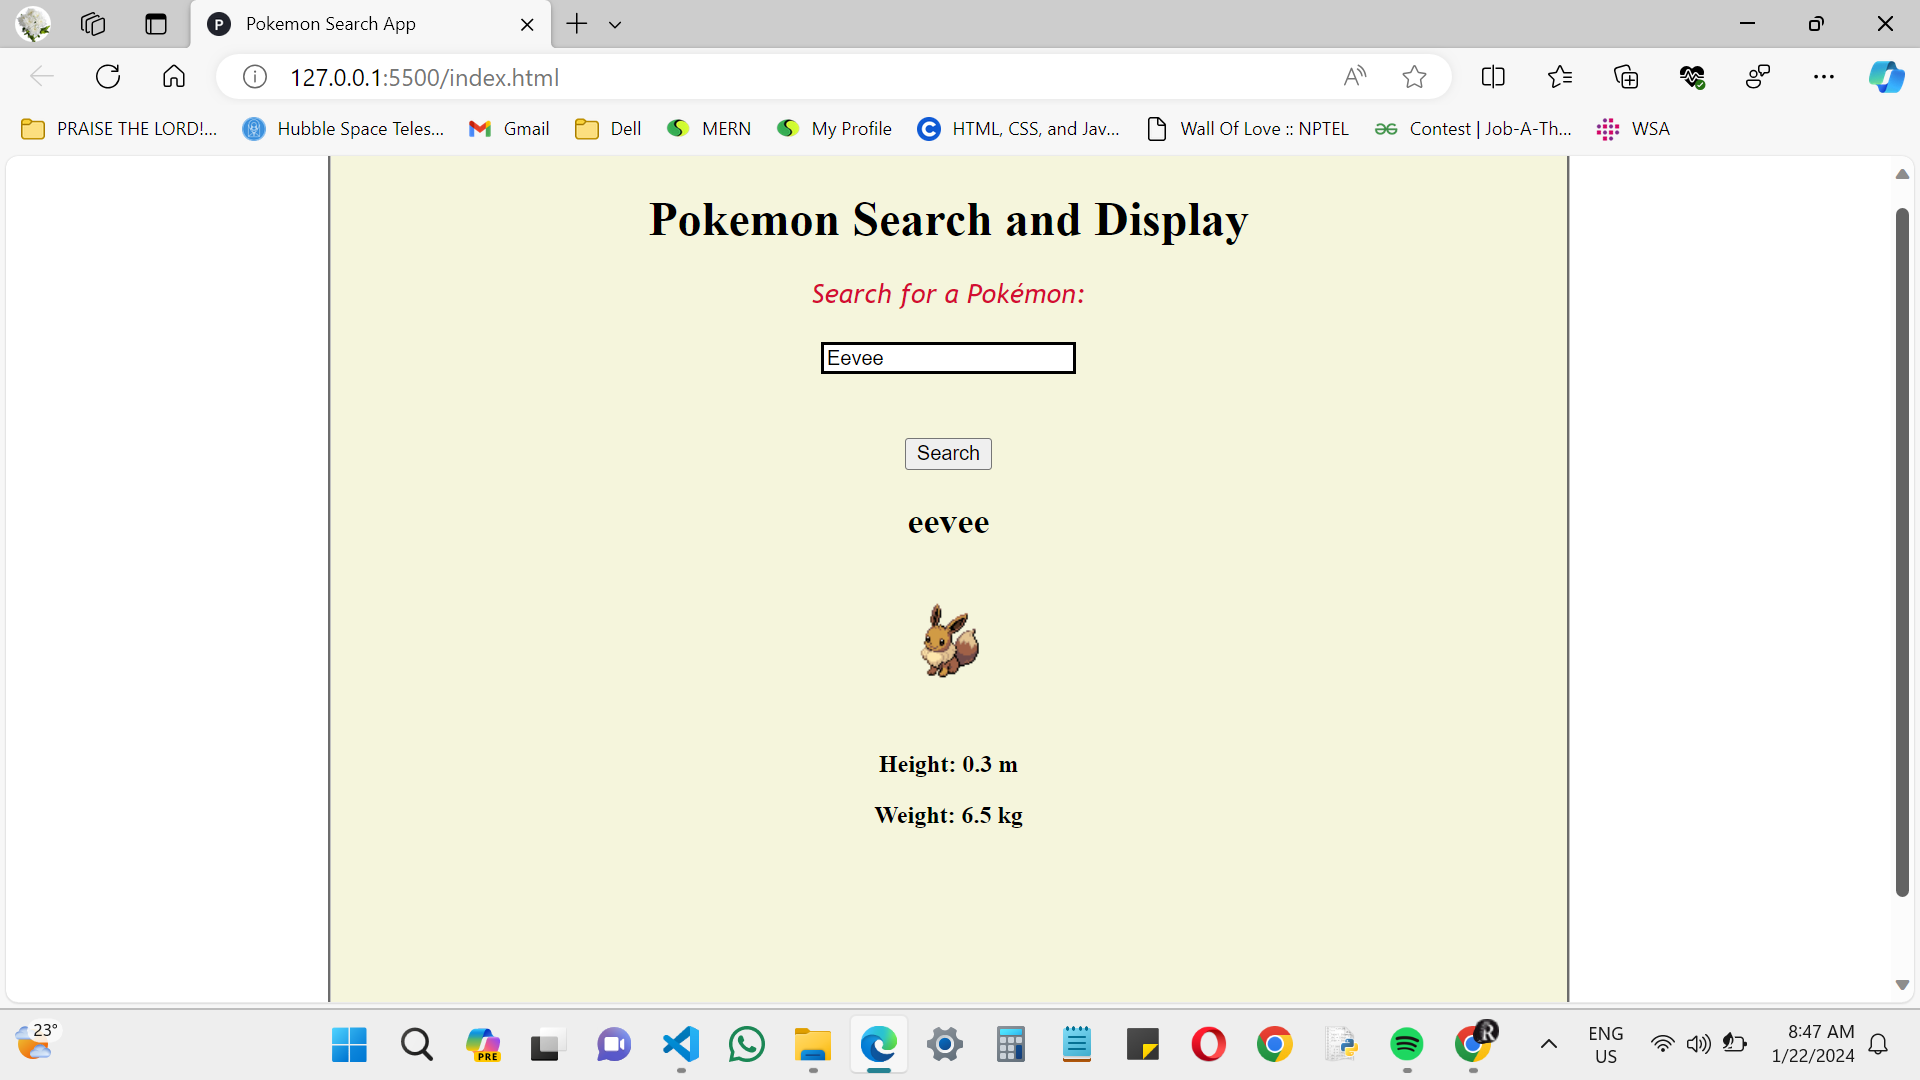 P Pokemon Search App
127.0.0.1:5500/index.html
PRAISE THE LORD!... Hubble Space Teles... Gmail Dell MERN My Profile HTML, CSS, and Jav... Wall Of Love :: NPTEL Contest | Job-A-Th... WSA
Pokemon Search and Display
Search for a Pokémon:
Eevee
Search
eevee
Height: 0.3 m
Weight: 6.5 kg
23°
PRE
R
ENG
US
8:47 AM
1/22/2024